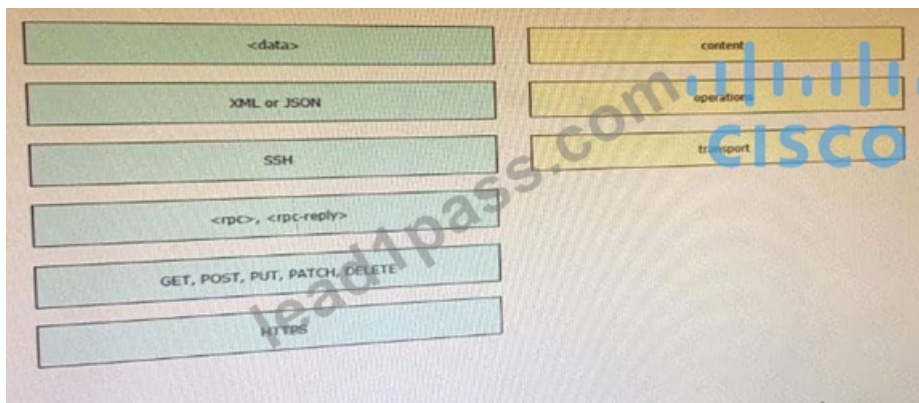 <data>
XML or JSON
SSH
<rpc>, <rpc-reply>
GET, POST, PUT, PATCH, DELETE
HTTPS
content
operations
transport
CISCO
lead1pass.com